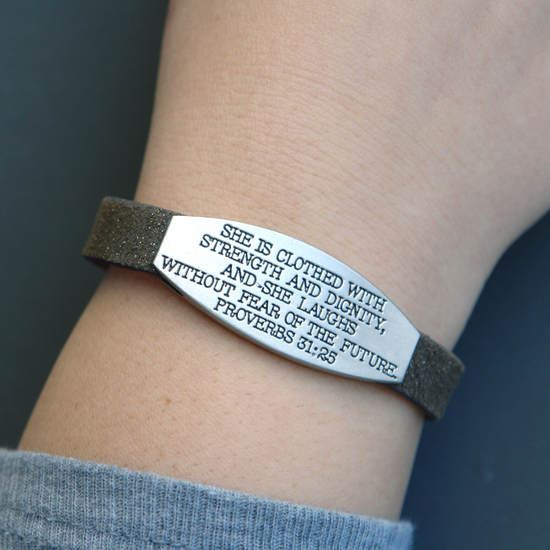 SHE IS CLOTHED WITH
STRENGTH AND DIGNITY,
AND SHE LAUGHS
WITHOUT FEAR OF THE FUTURE.
PROVERBS 31:25